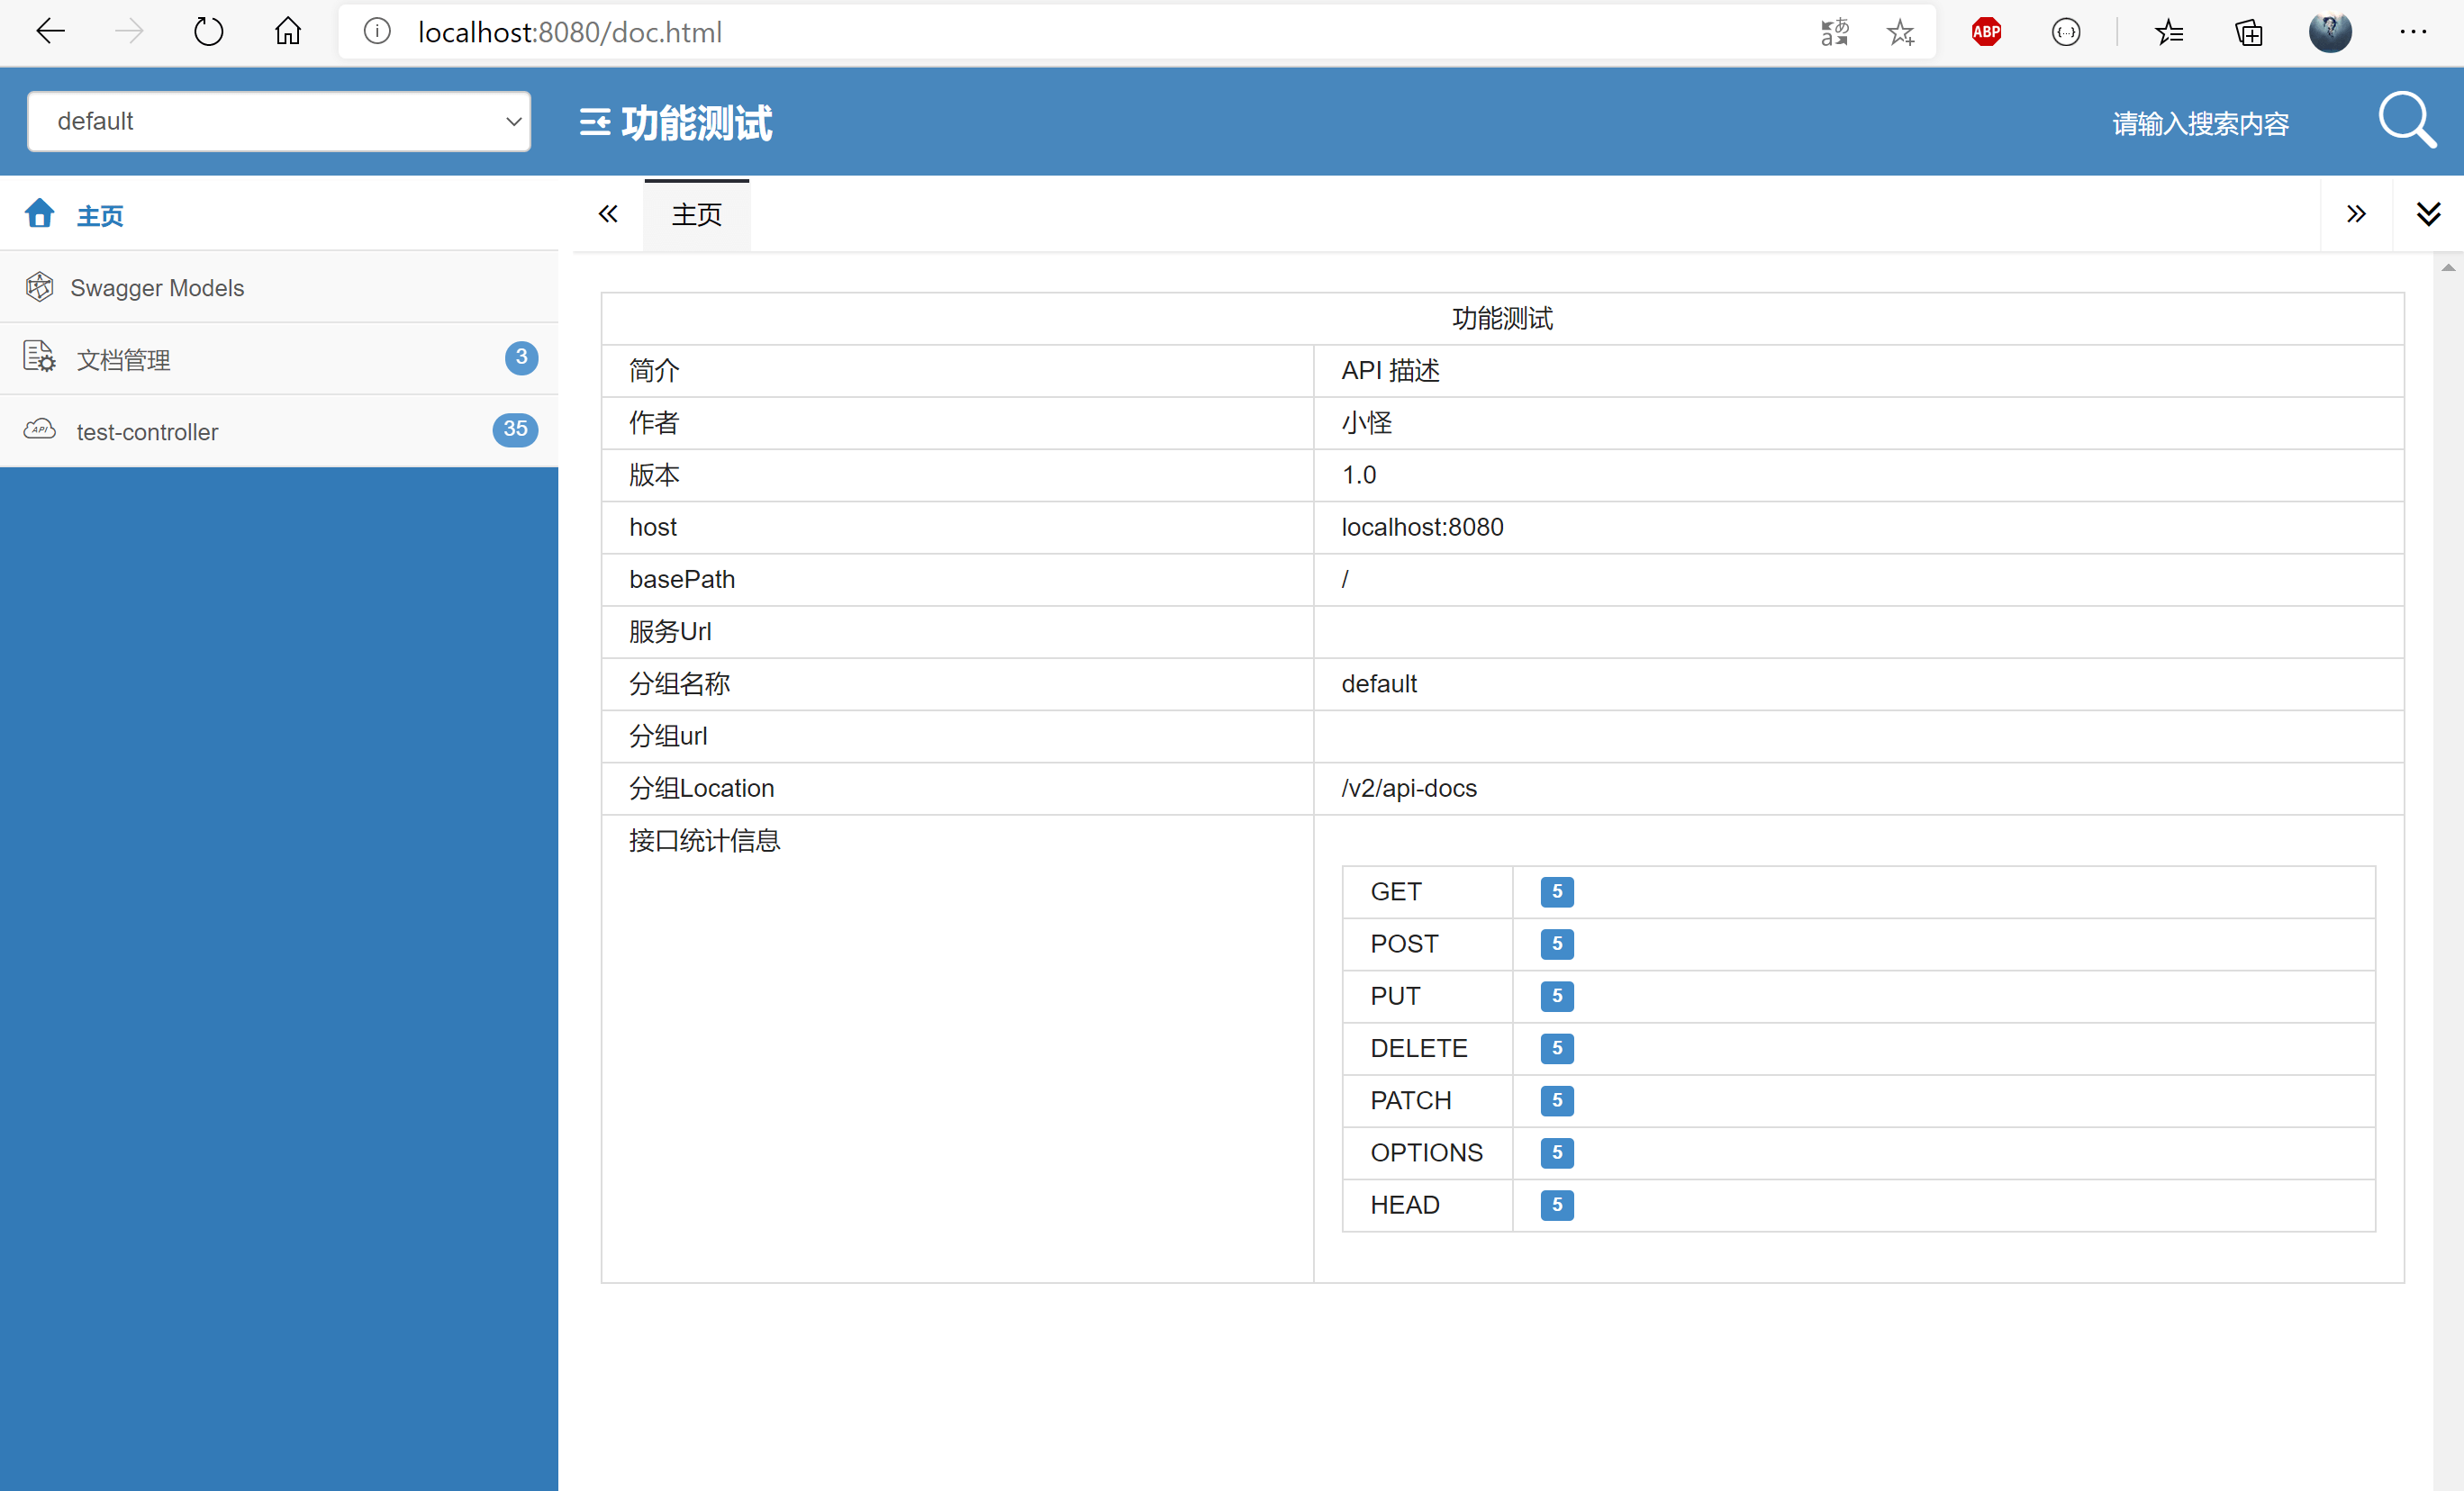 localhost:8080/doc.html
ABP
default
功能测试
请输入搜索内容
主页
Swagger Models
文档管理 3
API test-controller 35
主页
功能测试
简介 API 描述
作者 小怪
版本 1.0
host localhost:8080
basePath /
服务Url
分组名称 default
分组url
分组Location /v2/api-docs
接口统计信息
GET 5
POST 5
PUT 5
DELETE 5
PATCH 5
OPTIONS 5
HEAD 5